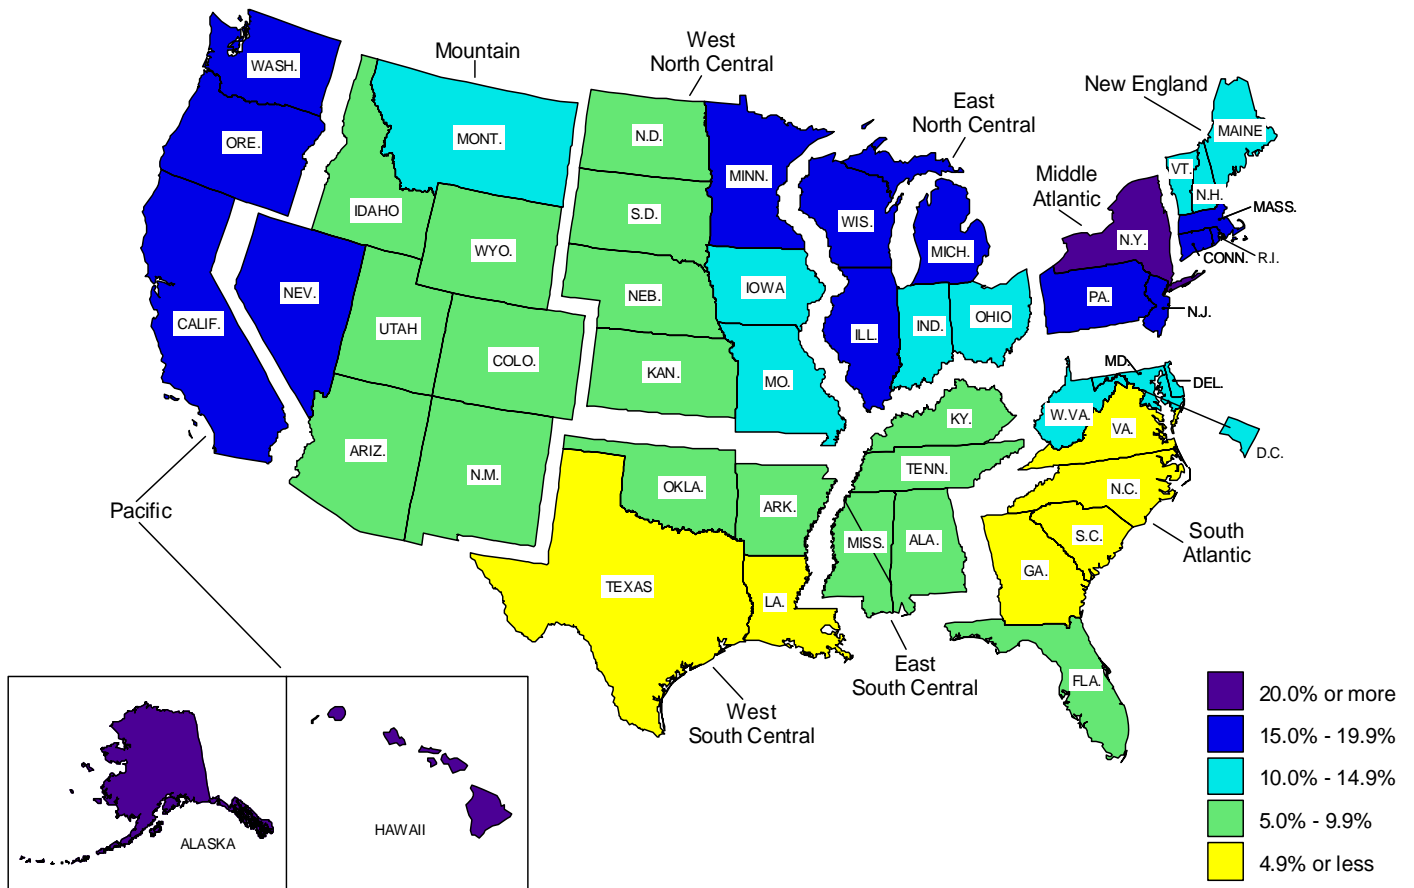 West
North Central
Mountain
East
North Central
New England
Middle
Atlantic
WASH.
ORE.
MONT.
IDAHO
WYO.
N.D.
S.D.
MINN.
WIS.
MICH.
MAINE
VT.
N.H.
MASS.
N.Y.
CONN.
R.I.
NEV.
CALIF.
UTAH
COLO.
NEB.
IOWA
KAN.
MO.
ILL.
IND.
OHIO
PA.
N.J.
MD.
DEL.
W.VA.
VA.
D.C.
KY.
TENN.
N.C.
S.C.
ARIZ.
N.M.
OKLA.
ARK.
MISS.
ALA.
GA.
TEXAS
LA.
FLA.
Pacific
South
Atlantic
East
South Central
West
South Central
ALASKA
HAWAII
20.0% or more
15.0% - 19.9%
10.0% - 14.9%
5.0% - 9.9%
4.9% or less